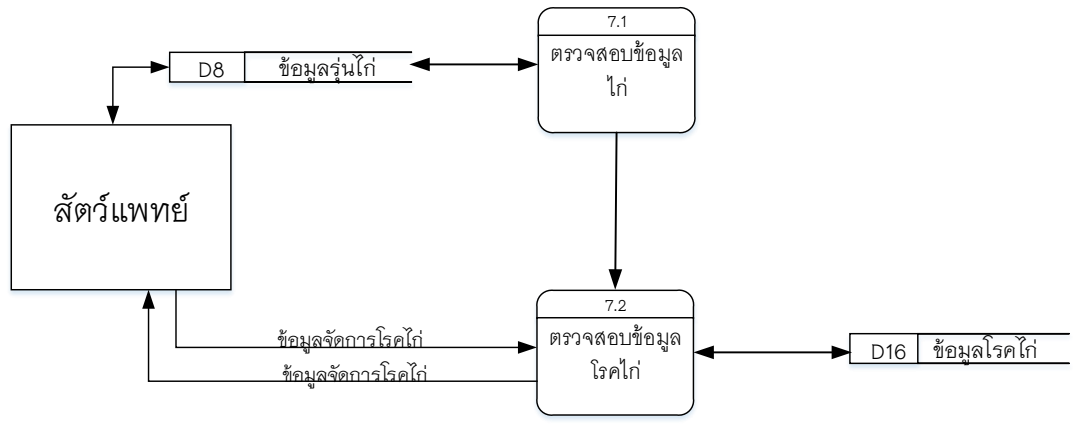 7.1
ตรวจสอบข้อมูล
ไก่
D8 ข้อมูลรุ่นไก่
สัตว์แพทย์
7.2
ตรวจสอบข้อมูล
โรคไก่
ข้อมูลจัดการโรคไก่
ข้อมูลจัดการโรคไก่
D16 ข้อมูลโรคไก่